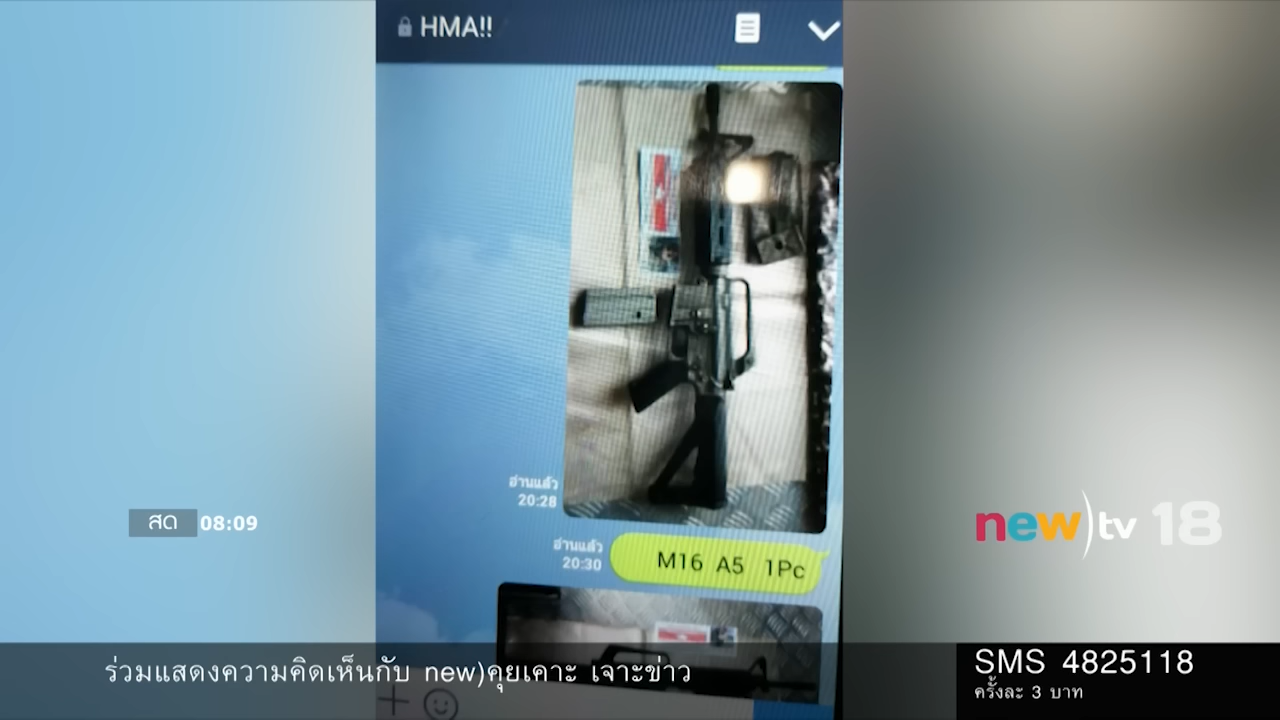 HMA!!
อ่านแล้ว
20:28
อ่านแล้ว
20:30
M16 A5 1Pc
สด 08:09
new)tv 18
ร่วมแสดงความคิดเห็นกับ new)คุยเคาะ เจาะข่าว
SMS 4825118
ครั้งละ 3 บาท